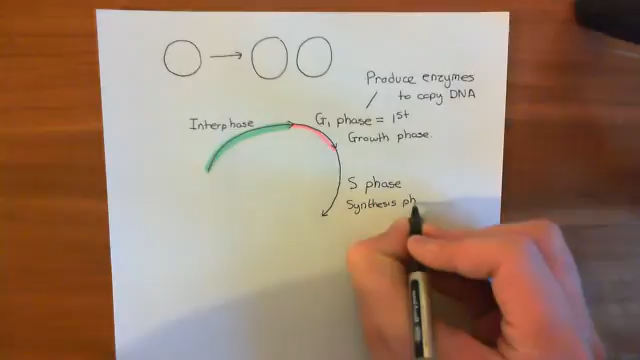 Produce enzymes
to copy DNA
Interphase
G1 phase = 1st
Growth phase.
S phase
Synthesis ph